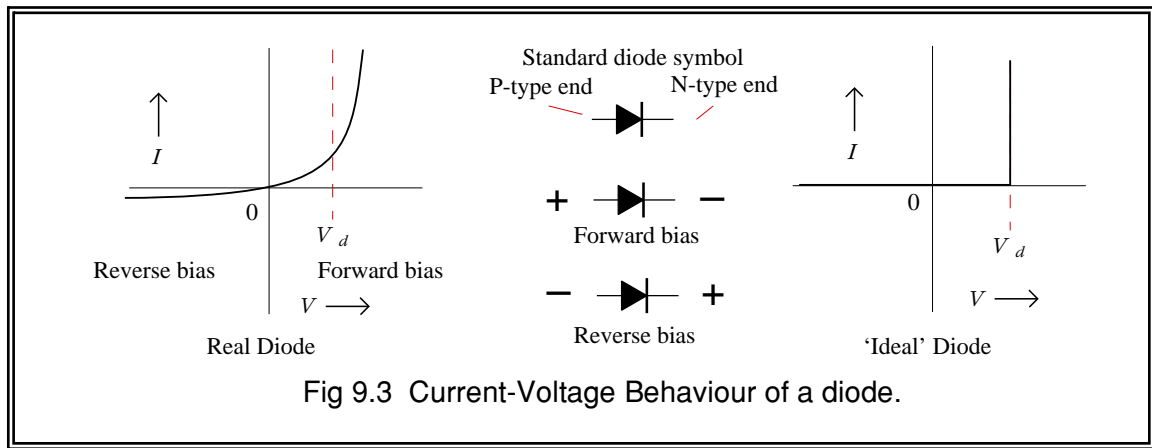 Standard diode symbol
P-type end
N-type end
I
0
V d
Reverse bias
Forward bias
V
Real Diode
+
−
Forward bias
−
+
Reverse bias
I
0
V d
V
‘Ideal’ Diode
Fig 9.3 Current-Voltage Behaviour of a diode.